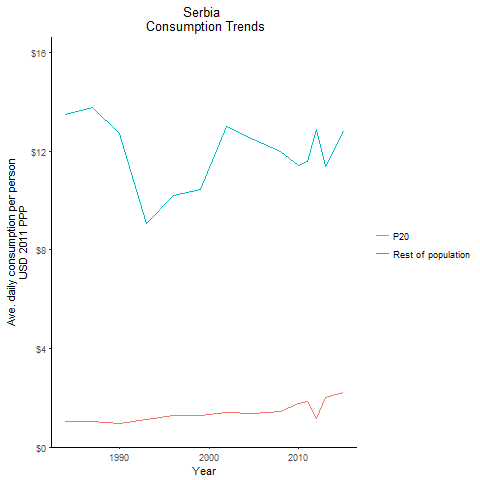 Serbia
Consumption Trends
Ave. daily consumption per person
USD 2011 PPP
$16
$12
$8
$4
$0
1990
2000
2010
Year
P20
Rest of population